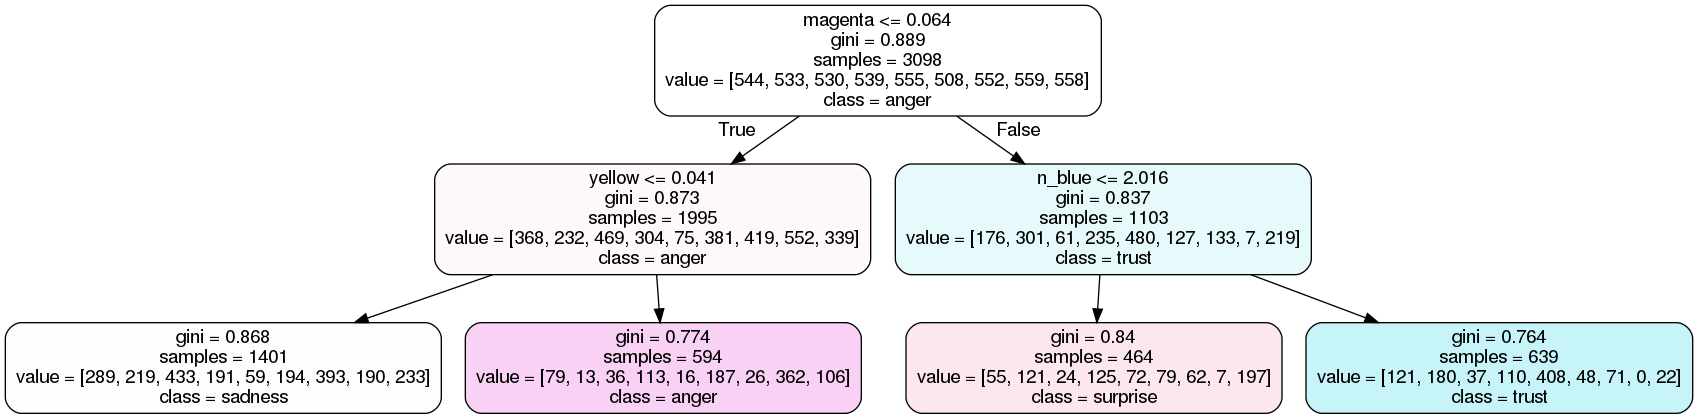 magenta <= 0.064
gini = 0.889
samples = 3098
value = [544, 533, 530, 539, 555, 508, 552, 559, 558]
class = anger
True
False
yellow <= 0.041
gini = 0.873
samples = 1995
value = [368, 232, 469, 304, 75, 381, 419, 552, 339]
class = anger
n_blue <= 2.016
gini = 0.837
samples = 1103
value = [176, 301, 61, 235, 480, 127, 133, 7, 219]
class = trust
gini = 0.868
samples = 1401
value = [289, 219, 433, 191, 59, 194, 393, 190, 233]
class = sadness
gini = 0.774
samples = 594
value = [79, 13, 36, 113, 16, 187, 26, 362, 106]
class = anger
gini = 0.84
samples = 464
value = [55, 121, 24, 125, 72, 79, 62, 7, 197]
class = surprise
gini = 0.764
samples = 639
value = [121, 180, 37, 110, 408, 48, 71, 0, 22]
class = trust